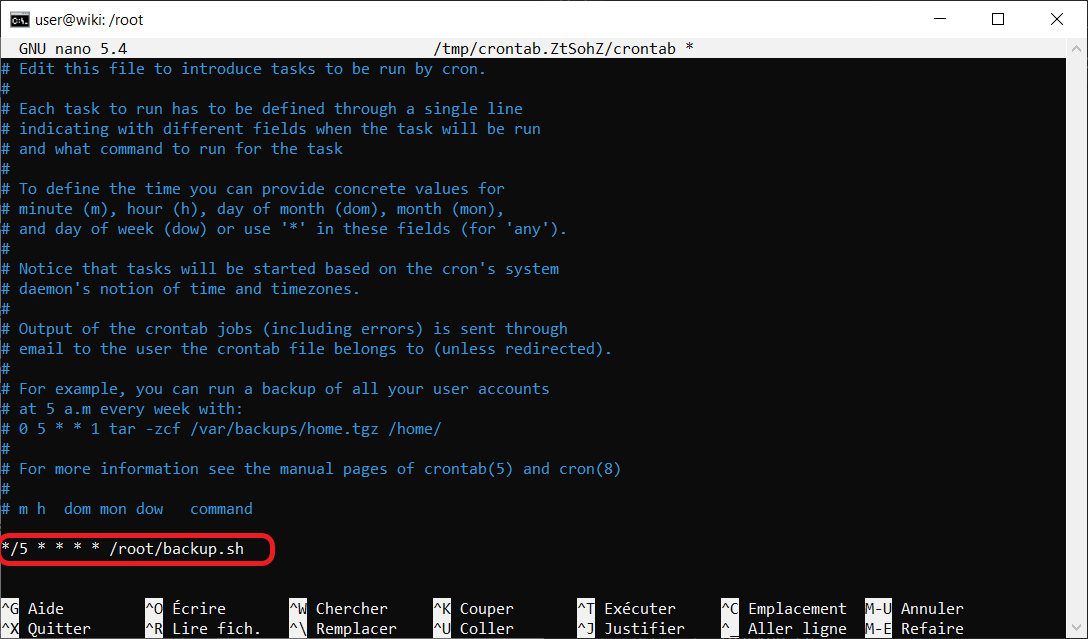 user@wiki: /root
GNU nano 5.4 /tmp/crontab.ZtSohZ/crontab *
# Edit this file to introduce tasks to be run by cron.
#
# Each task to run has to be defined through a single line
# indicating with different fields when the task will be run
# and what command to run for the task
#
# To define the time you can provide concrete values for
# minute (m), hour (h), day of month (dom), month (mon),
# and day of week (dow) or use '*' in these fields (for 'any').
#
# Notice that tasks will be started based on the cron's system
# daemon's notion of time and timezones.
#
# Output of the crontab jobs (including errors) is sent through
# email to the user the crontab file belongs to (unless redirected).
#
# For example, you can run a backup of all your user accounts
# at 5 a.m every week with:
# 0 5 * * 1 tar -zcf /var/backups/home.tgz /home/
#
# For more information see the manual pages of crontab(5) and cron(8)
#
# m h  dom mon dow   command
*/5 * * * * /root/backup.sh
^G Aide ^O Écrire ^W Chercher ^K Couper ^T Exécuter ^C Emplacement M-U Annuler
^X Quitter ^R Lire fich. ^\ Remplacer ^U Coller ^J Justifier ^_ Aller ligne M-E Refaire